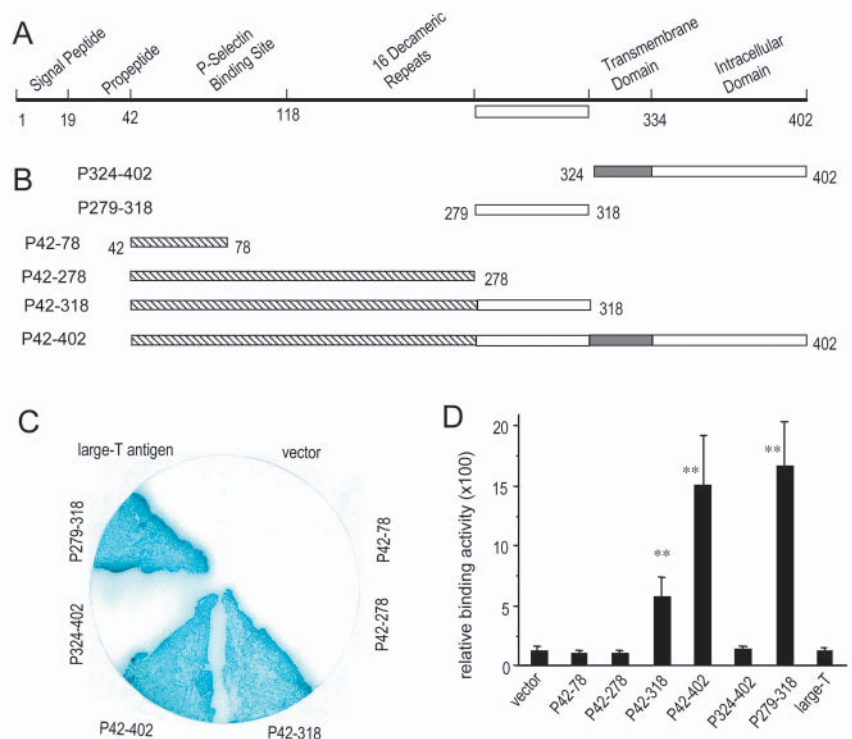 A
Signal Peptide
Propeptide
P-Selectin
Binding Site
16 Decameric
Repeats
Transmembrane
Domain
Intracellular
Domain
1 19 42 118 334 402
B
P324-402 324 402
P279-318 279 318
P42-78 42 78
P42-278 278
P42-318 318
P42-402 402
C
large-T antigen vector
P279-318 P42-78
P324-402 P42-278
P42-402 P42-318
D
relative binding activity (x100)
20
15
10
5
0
** ** **
vector P42-78 P42-278 P42-318 P42-402 P324-402 P279-318 large-T